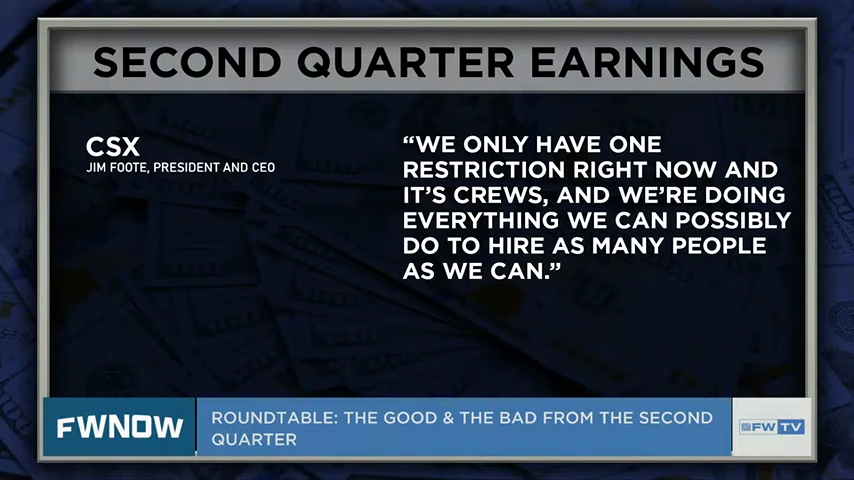 SECOND QUARTER EARNINGS
CSX
JIM FOOTE, PRESIDENT AND CEO
“WE ONLY HAVE ONE
RESTRICTION RIGHT NOW AND
IT’S CREWS, AND WE’RE DOING
EVERYTHING WE CAN POSSIBLY
DO TO HIRE AS MANY PEOPLE
AS WE CAN.”
FWNOW
ROUNDTABLE: THE GOOD & THE BAD FROM THE SECOND
QUARTER
FWTV